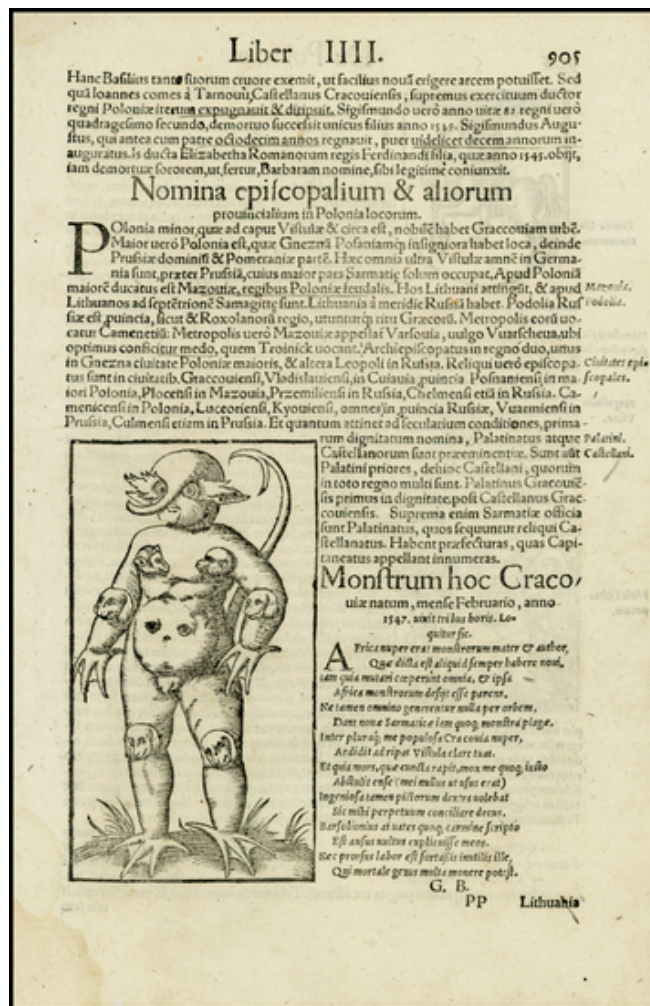 Liber IIII. 905
Hanc Basilius tanto suorum cruore exemit, ut facilius nouã erigere arcem potuisset. Sed
quã Ioannes comes à Tarnouu, Castellanus Cracouiensis, supremus exercituum ductor
regni Poloniæ iterum expugnauit & diripuit. Sigismundo uerò anno uitæ 82 regni uerò
quadragesimo secundo, demortuo successit unicus filius anno 1548. Sigismundus Augu-
stus, qui antea cum patre octodecim annos regnauit, puer uidelicet decem annorum in-
auguratus. Is ducta Elizabetha Romanorum regis Ferdinandi filia, quæ anno 1545. obijt,
iam demortuæ sororem, ut fertur, Barbaram nomine, sibi legitimè coniunxit.
Nomina episcopalium & aliorum
prouincialium in Polonia locorum.
POlonia minor, quæ ad caput Vistulæ & circa est, nobilẽ habet Graccouiam urbẽ.
Maior uerò Polonia est, quæ Gneznã Posaniamq; insigniora habet loca, deinde
Prussiæ dominiũ & Pomeraniæ partẽ. Hæc omnia ultra Vistulæ amnẽ in Germa-
nia sunt, præter Prussiã, cuius maior pars Sarmatiæ solum occupat. Apud Poloniã
maiorẽ ducatus est Mazouiæ, regibus Poloniæ feudalis. Hos Lithuani attingũt, & apud
Mazouia.
Lithuanos ad septẽtrionẽ Samagittę sunt. Lithuania à meridie Russiã habet. Podolia Rus
Podolia.
siæ est, puincia, sicut & Roxolanorũ regio, utunturq; ritu Græcorũ. Metropolis eorũ uo-
catur Camenetiũ: Metropolis uerò Mazouiæ appellat Varsouia, uulgo Vuarscheua, ubi
optimus conficitur medo, quem Troinick uocant. Archiepiscopatus in regno duo, unus
in Gnezna ciuitate Poloniæ maioris, & altera Leopoli in Russia. Reliqui uerò episcopa-
Ciuitates epi-
tus sunt in ciuitatib. Graccouiensi, Vladislauiensi, in Cuiauia, puincia Posnaniensi, in ma-
scopales.
iori Polonia, Plocensi in Mazouia, Przemiliensi in Russia, Chelmensi etiã in Russia. Ca-
menicensi in Polonia, Luceoriensi, Kyouiensi, omnes in, puincia Russiæ, Vuarmiensi in
Prussia, Culmensi etiam in Prussia. Et quantum attinet ad secularium conditiones, prima-
rum dignitatum nomina, Palatinatus atque
Palatini.
Castellanorum sunt præeminentiæ. Sunt aũt
Castellani.
Palatini priores, dehinc Castellani, quorum
in toto regno multi sunt. Palatinus Gracouiẽ-
sis primus in dignitate, post Castellanus Grac-
couiensis. Suprema enim Sarmatiæ officia
sunt Palatinatus, quos sequuntur reliqui Ca-
stellanatus. Habent præfecturas, quas Capi-
taneatus appellant innumeras.
Monstrum hoc Craco-
uiæ natum, mense Februario, anno
1547. uixit tribus horis. Lo-
quitur sic.
AFrica nuper erat monstrorum mater & author,
Quæ dicta est aliquid semper habere noui.
Iam quia mutari cœperunt omnia, & ipsa
Africa monstrorum desijt esse parens.
Ne tamen omnino generentur nulla per orbem,
Dant nouæ Sarmaticæ iam quoq; monstra plagæ.
Inter pluraq; me populosa Craconia nuper,
Aedidit ad ripas Vistula clare tuas.
Et quia mors, quæ cuncta rapit, mox me quoq; iusto
Abstulit ense (mei nullus ut usus erat)
Ingeniosa tamen pictorum dextra uolebat
Sic mihi perpetuum conciliare decus.
at uates quoq; carmine scripto
Est ausus uultus explicuisse meos.
Nec prorsus labor est fortassis inutilis ille,
Qui mortale genus multa monere potest.
G. B.
PP Lithuania